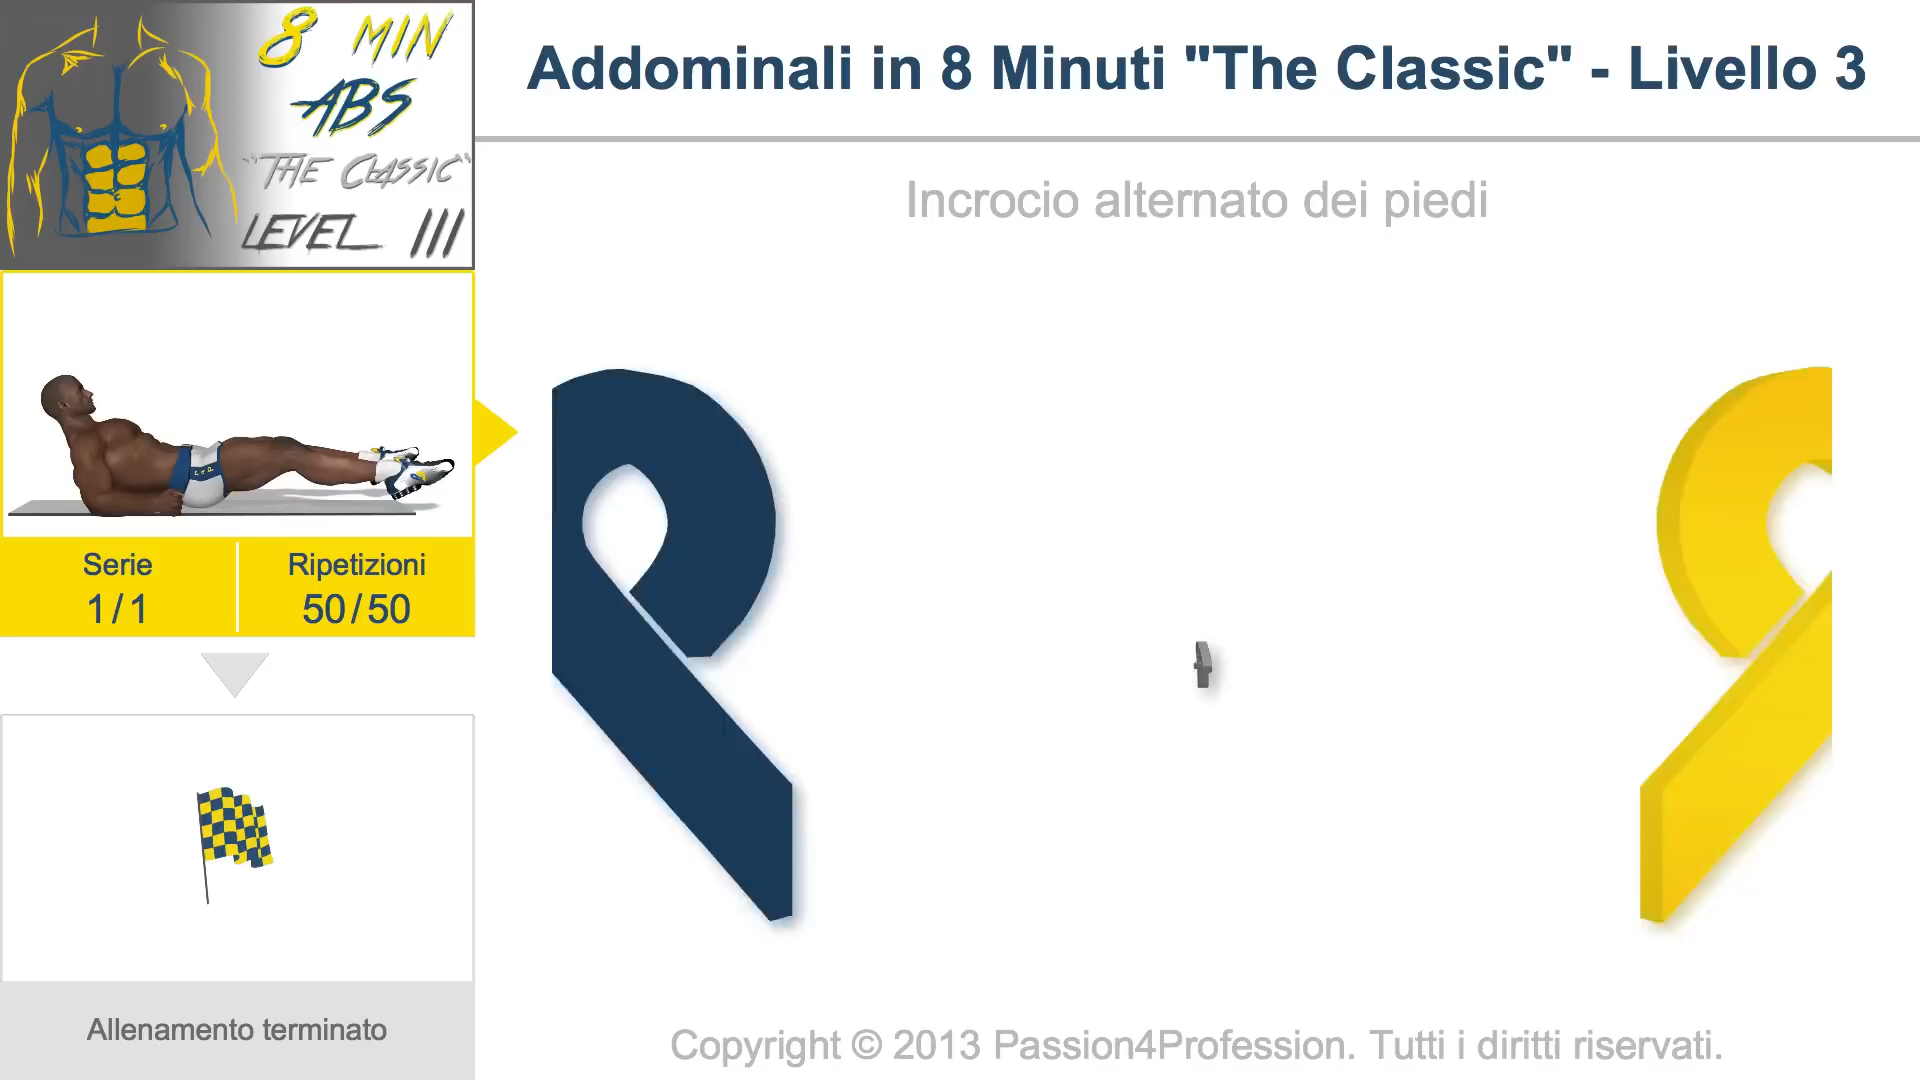 8 MIN
ABS
"THE CLASSIC"
LEVEL III
Addominali in 8 Minuti "The Classic" - Livello 3
Incrocio alternato dei piedi
Serie
1/1
Ripetizioni
50/50
Allenamento terminato
Copyright © 2013 Passion4Profession. Tutti i diritti riservati.